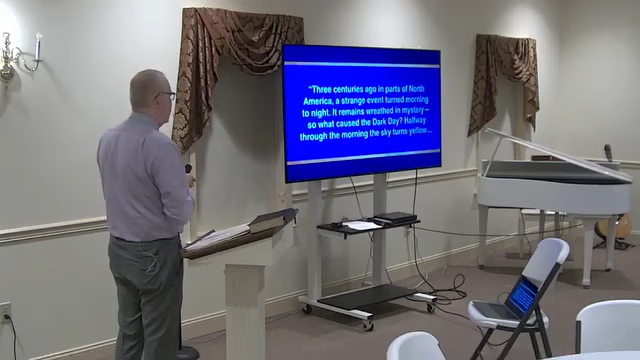 “Three centuries ago in parts of North
America, a strange event turned morning
to night. It remains wreathed in mystery—
so what caused the Dark Day? Halfway
through the morning the sky turns yellow...